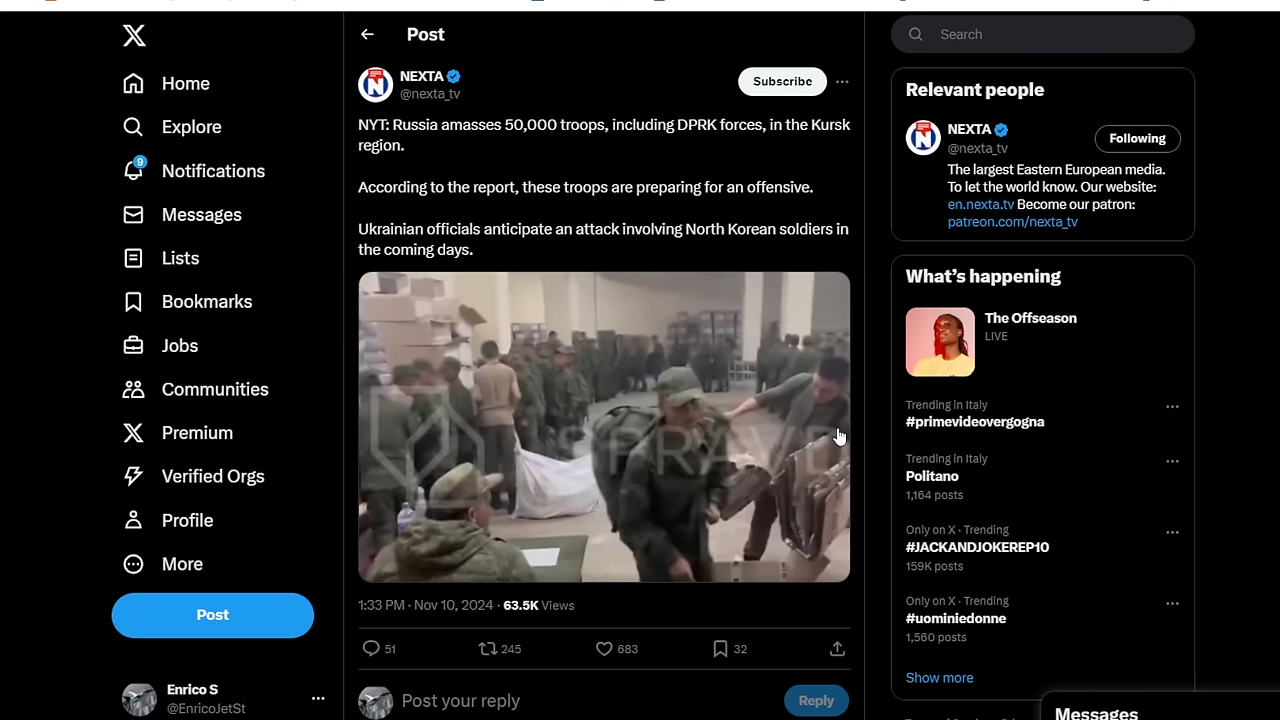 Post
Search
NEXTA
@nexta_tv
Subscribe
NYT: Russia amasses 50,000 troops, including DPRK forces, in the Kursk
region.
According to the report, these troops are preparing for an offensive.
Ukrainian officials anticipate an attack involving North Korean soldiers in
the coming days.
1:33 PM · Nov 10, 2024 · 63.5K Views
51
245
683
32
Post your reply
Reply
Home
Explore
9
Notifications
Messages
Lists
Bookmarks
Jobs
Communities
Premium
Verified Orgs
Profile
More
Post
Enrico S
@EnricoJetSt
Relevant people
NEXTA
@nexta_tv
Following
The largest Eastern European media.
To let the world know. Our website:
en.nexta.tv Become our patron:
patreon.com/nexta_tv
What's happening
The Offseason
LIVE
Trending in Italy
#primevideovergogna
Trending in Italy
Politano
1,164 posts
Only on X · Trending
#JACKANDJOKEREP10
159K posts
Only on X · Trending
#uominiedonne
1,560 posts
Show more
Messages